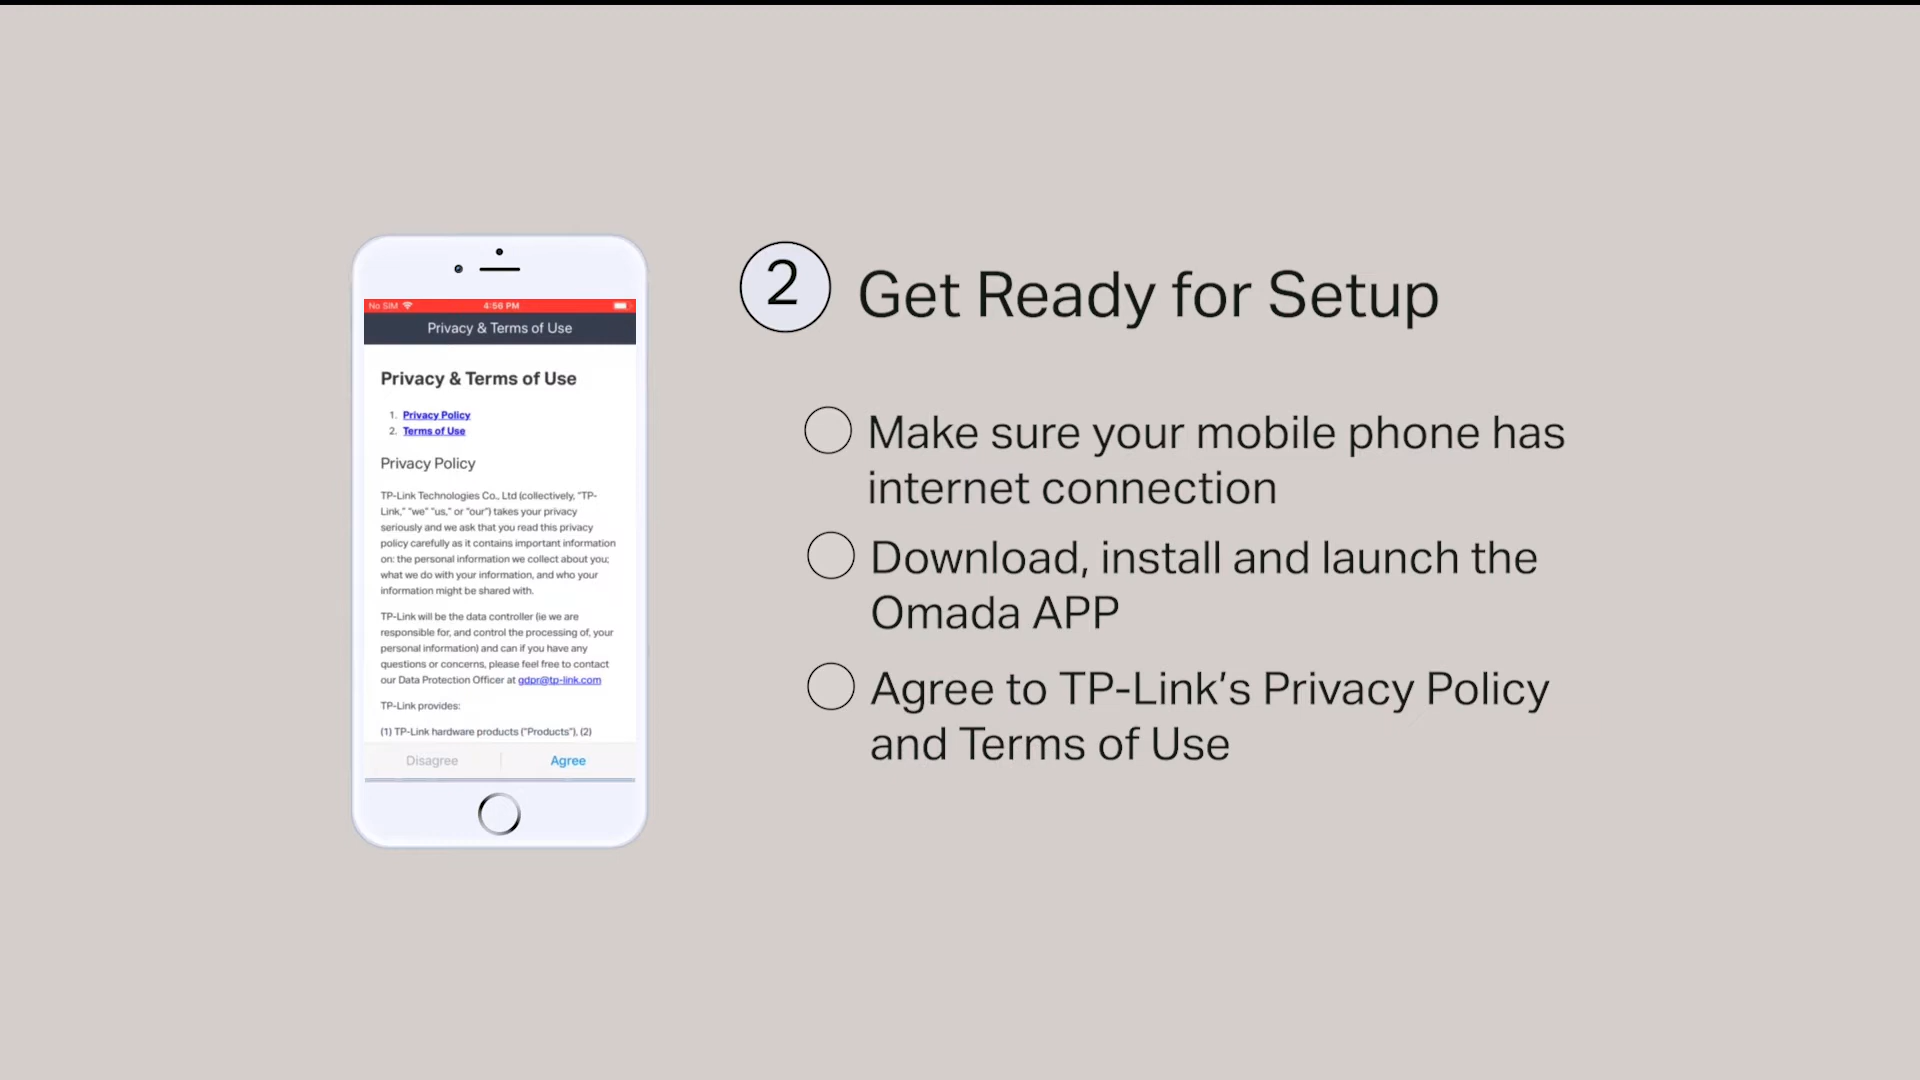 No SIM 4:56 PM
Privacy & Terms of Use
Privacy & Terms of Use
1. Privacy Policy
2. Terms of Use
Privacy Policy
TP-Link Technologies Co., Ltd (collectively, "TP-
Link," "we" "us," or "our") takes your privacy
seriously and we ask that you read this privacy
policy carefully as it contains important information
on: the personal information we collect about you;
what we do with your information, and who your
information might be shared with.
TP-Link will be the data controller (ie we are
responsible for, and control the processing of, your
personal information) and can if you have any
questions or concerns, please feel free to contact
our Data Protection Officer at gdpr@tp-link.com
TP-Link provides:
(1) TP-Link hardware products ("Products"), (2)
Disagree Agree
2 Get Ready for Setup
Make sure your mobile phone has
internet connection
Download, install and launch the
Omada APP
Agree to TP-Link's Privacy Policy
and Terms of Use